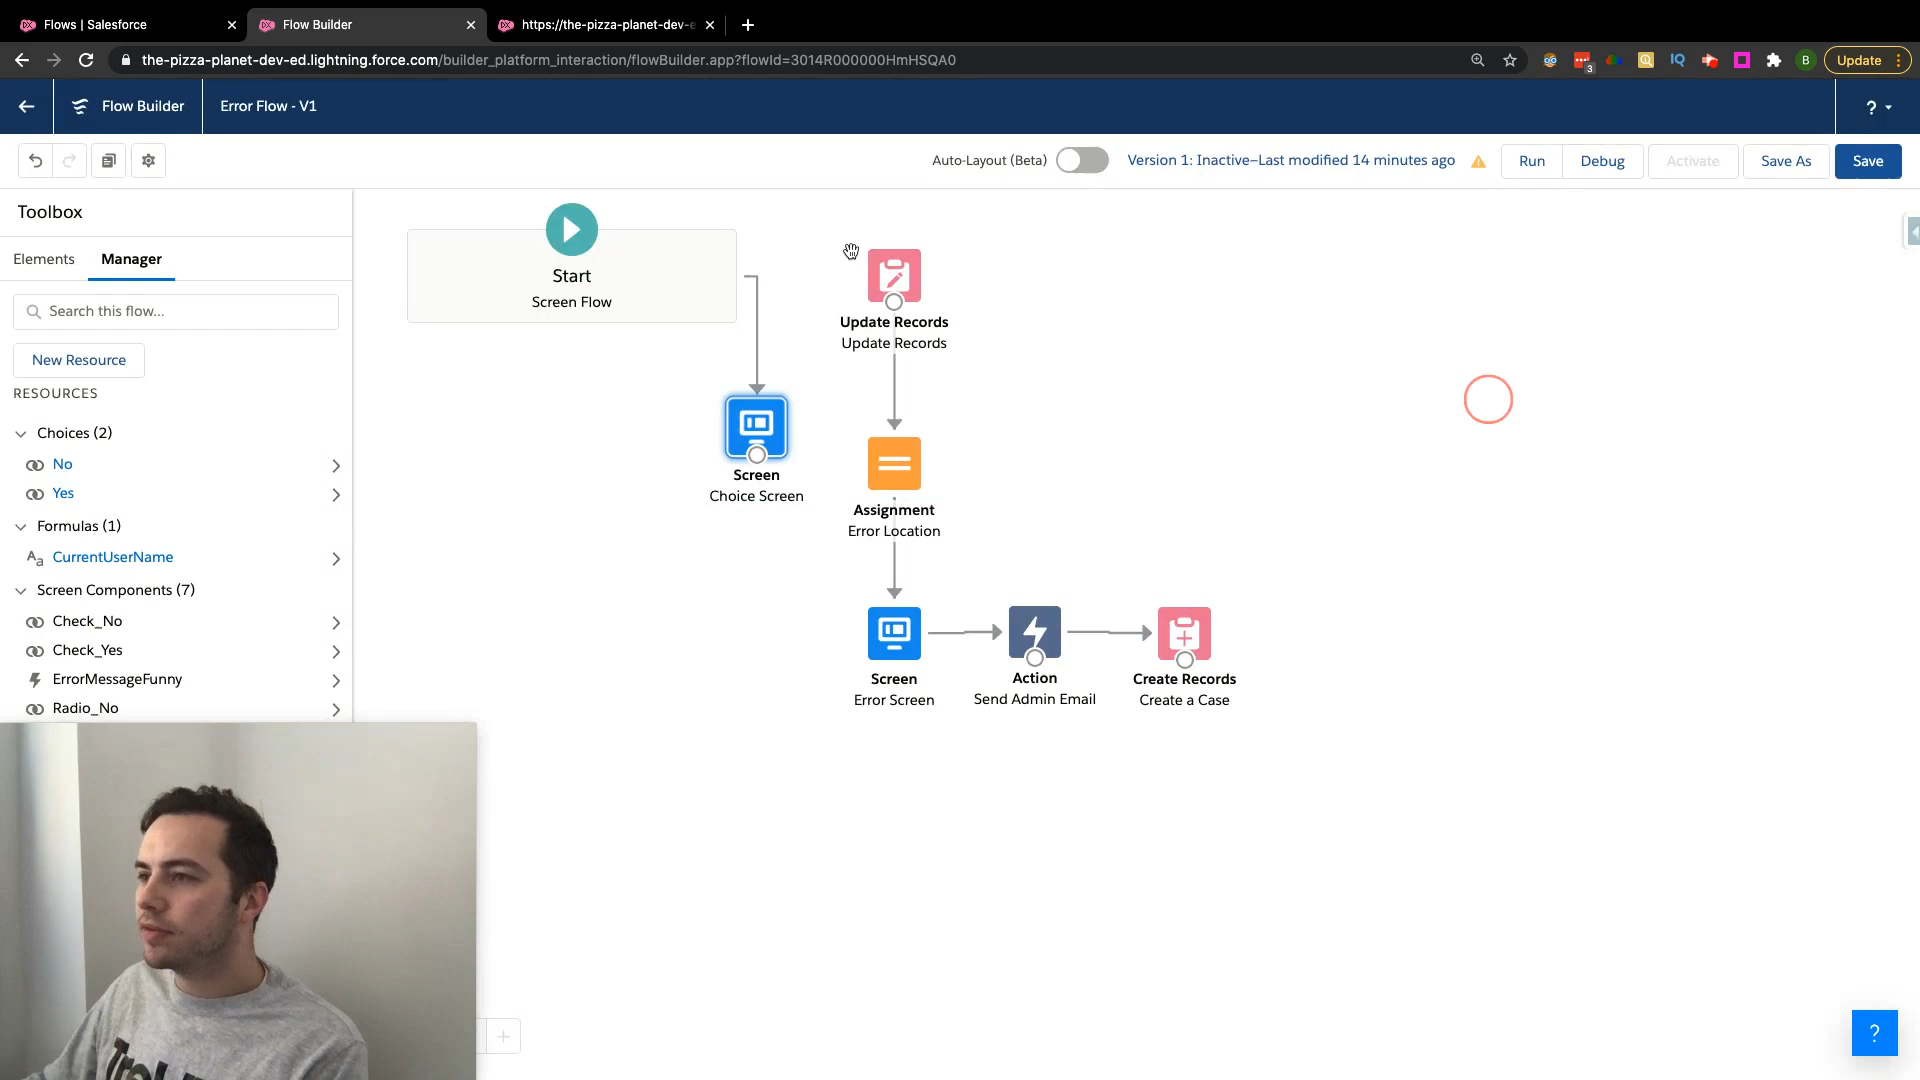 Flows | Salesforce
Flow Builder
https://the-pizza-planet-dev-e
the-pizza-planet-dev-ed.lightning.force.com/builder_platform_interaction/flowBuilder.app?flowId=3014R000000HmHSQA0
3
IQ
B
Update
Flow Builder
Error Flow - V1
?
Auto-Layout (Beta)
Version 1: Inactive–Last modified 14 minutes ago
Run
Debug
Activate
Save As
Save
Toolbox
Elements
Manager
Search this flow...
New Resource
RESOURCES
Choices (2)
No
Yes
Formulas (1)
Aa
CurrentUserName
Screen Components (7)
Check_No
Check_Yes
ErrorMessageFunny
Radio_No
Start
Screen Flow
Update Records
Update Records
Screen
Choice Screen
Assignment
Error Location
Screen
Error Screen
Action
Send Admin Email
Create Records
Create a Case
?